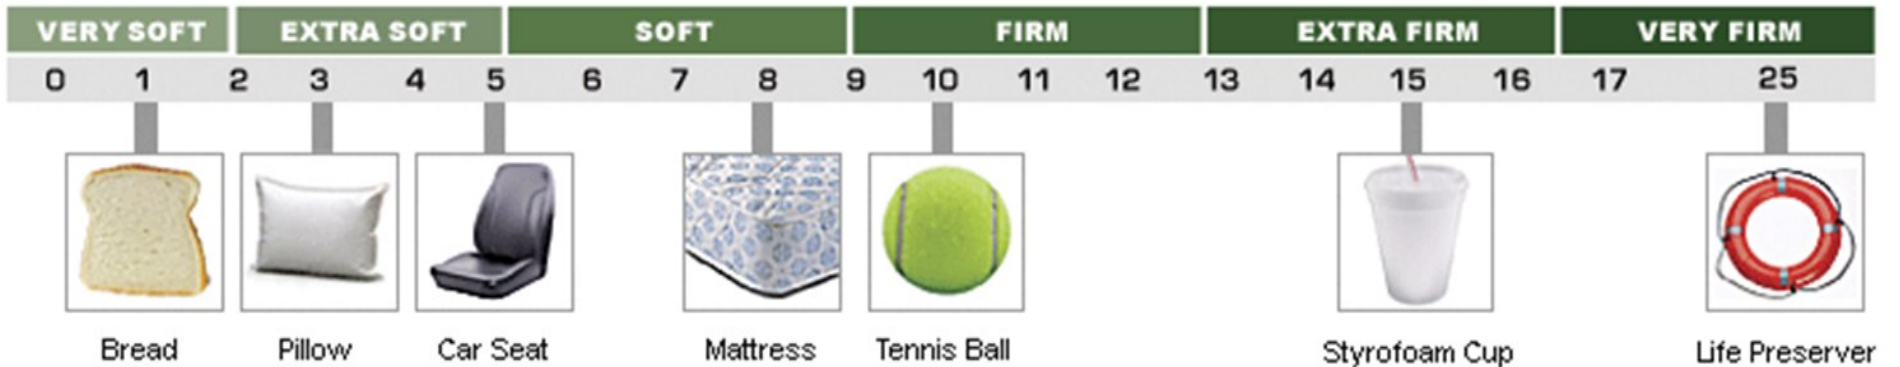 VERY SOFT EXTRA SOFT SOFT FIRM EXTRA FIRM VERY FIRM
0 1 2 3 4 5 6 7 8 9 10 11 12 13 14 15 16 17 25
Bread Pillow Car Seat Mattress Tennis Ball Styrofoam Cup Life Preserver